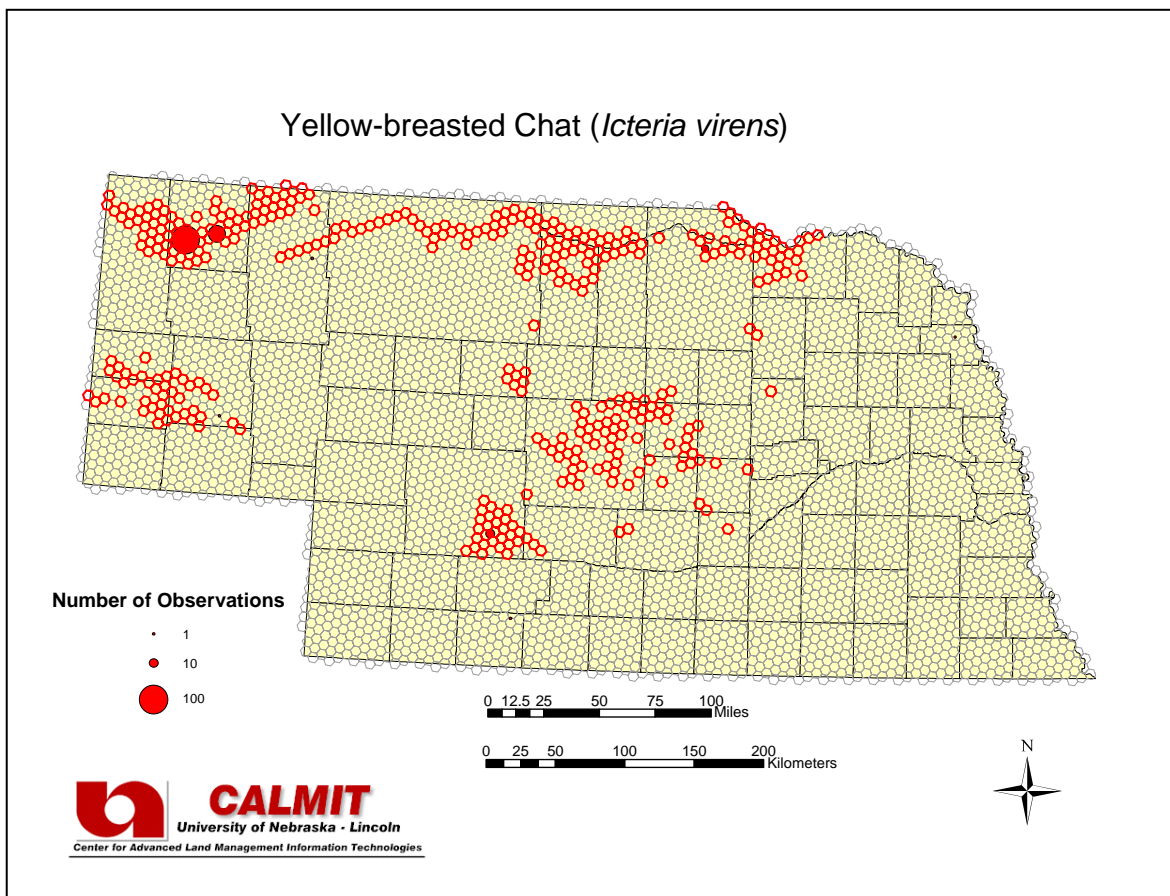 Yellow-breasted Chat (Icteria virens)
Number of Observations
1
10
100
0 12.5 25 50 75 100
Miles
0 25 50 100 150 200
Kilometers
N
CALMIT
University of Nebraska - Lincoln
Center for Advanced Land Management Information Technologies